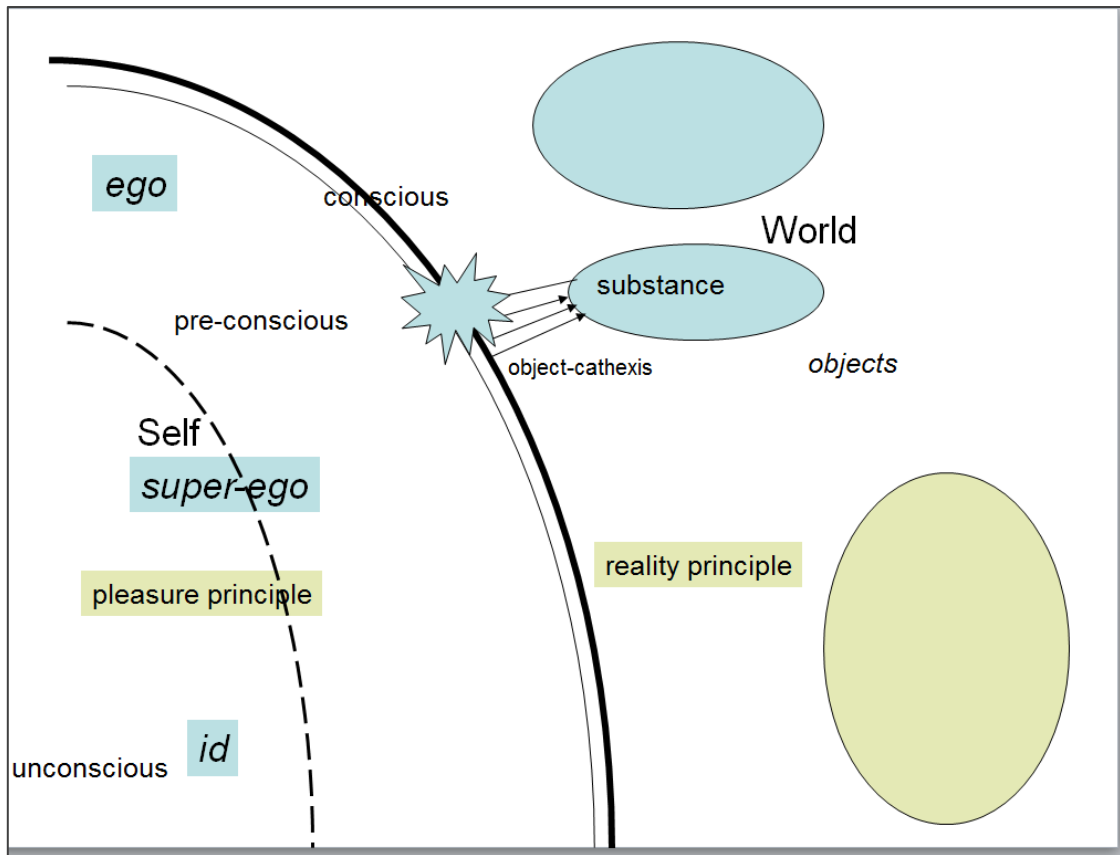 ego
conscious
World
substance
pre-conscious
object-cathexis
objects
Self
super-ego
reality principle
pleasure principle
id
unconscious